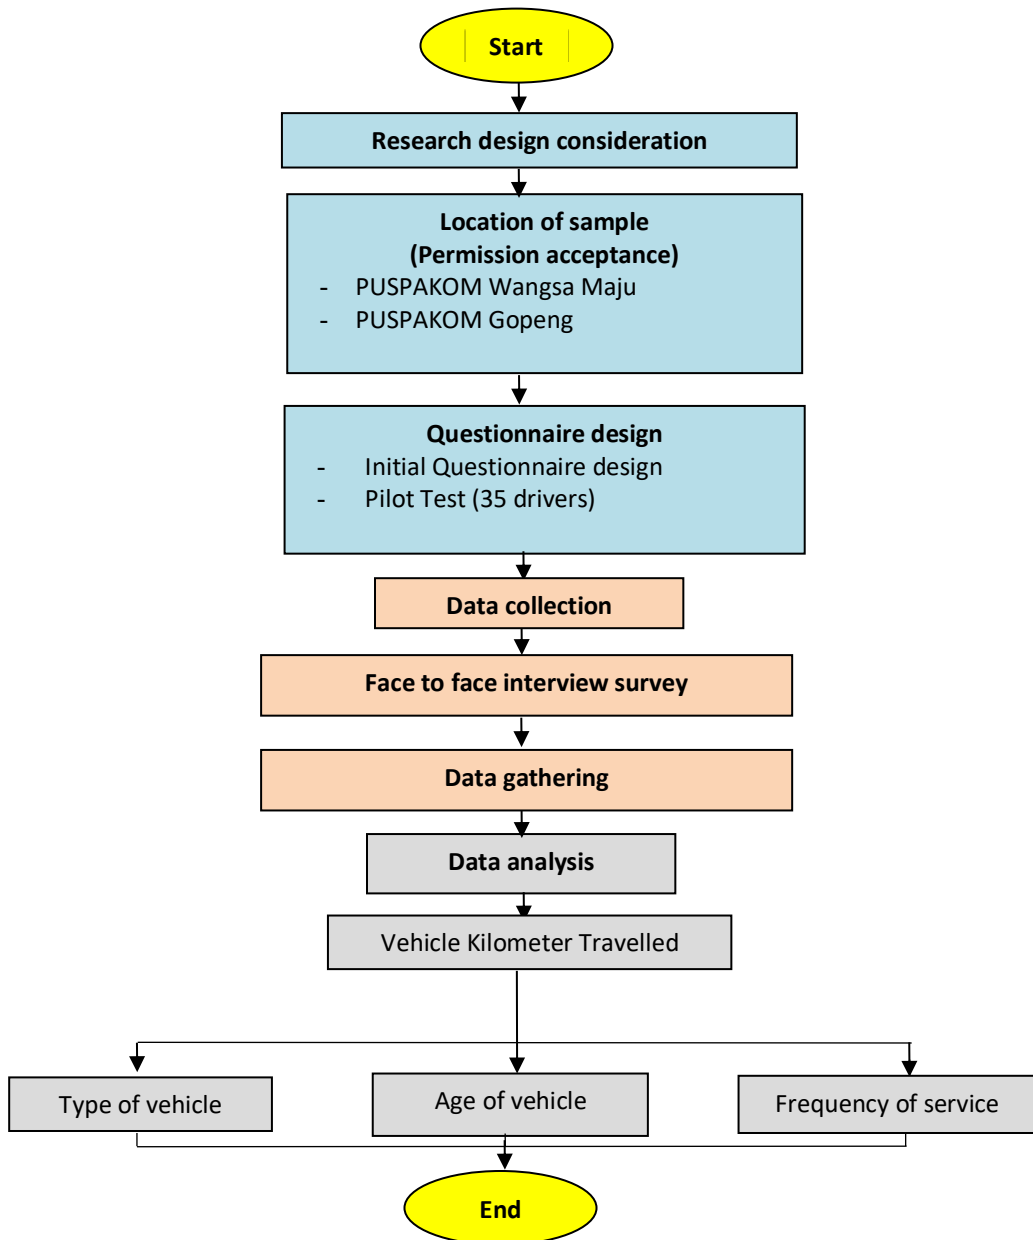 Start
Research design consideration
Location of sample
(Permission acceptance)
- PUSPAKOM Wangsa Maju
- PUSPAKOM Gopeng
Questionnaire design
- Initial Questionnaire design
- Pilot Test (35 drivers)
Data collection
Face to face interview survey
Data gathering
Data analysis
Vehicle Kilometer Travelled
Type of vehicle
Age of vehicle
Frequency of service
End